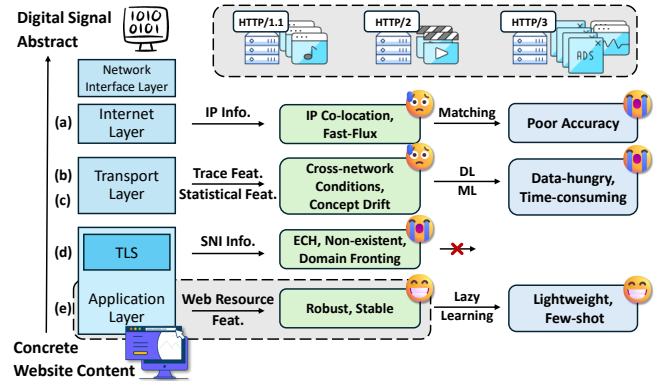 Digital Signal
Abstract
1010
0101
HTTP/1.1
HTTP/2
HTTP/3
ADS
Network
Interface Layer
(a)
Internet
Layer
IP Info.
IP Co-location,
Fast-Flux
Matching
Poor Accuracy
(b)
(c)
Transport
Layer
Trace Feat.
Statistical Feat.
Cross-network
Conditions,
Concept Drift
DL
ML
Data-hungry,
Time-consuming
(d)
TLS
SNI Info.
ECH, Non-existent,
Domain Fronting
(e)
Application
Layer
Web Resource
Feat.
Robust, Stable
Lazy
Learning
Lightweight,
Few-shot
Concrete
Website Content